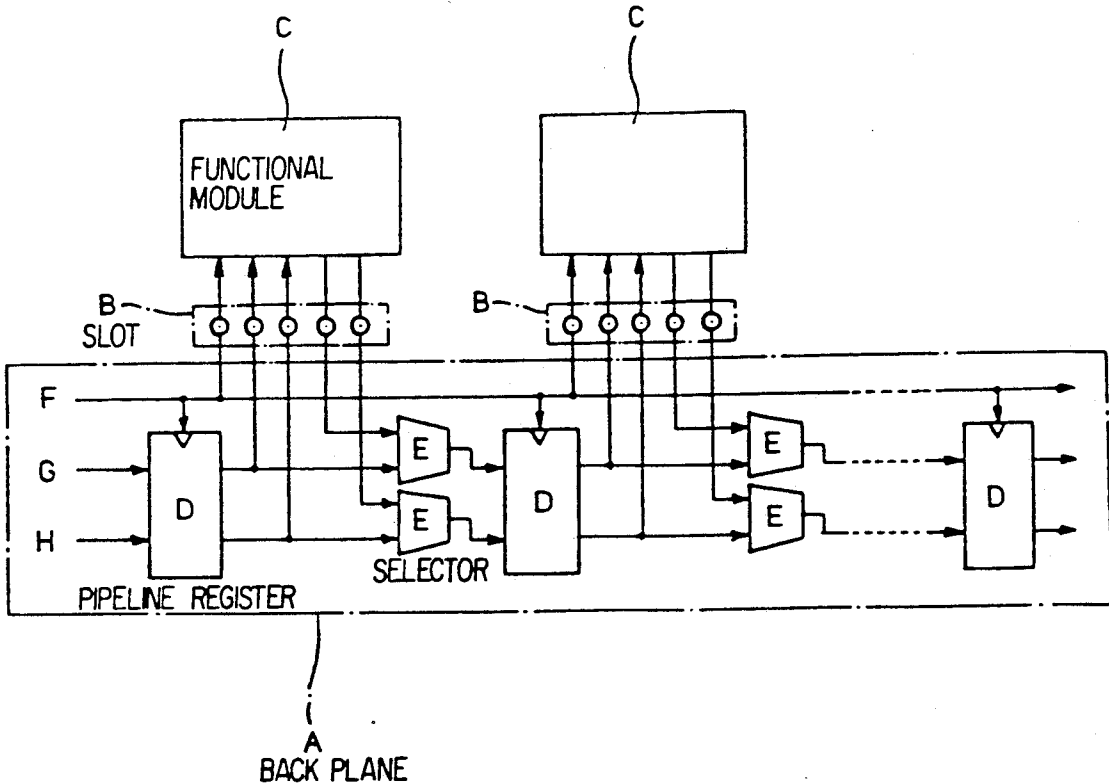 C
C
FUNCTIONAL
MODULE
B
SLOT
B
F
G
H
D
E
E
D
E
E
D
SELECTOR
PIPELINE REGISTER
A
BACK PLANE